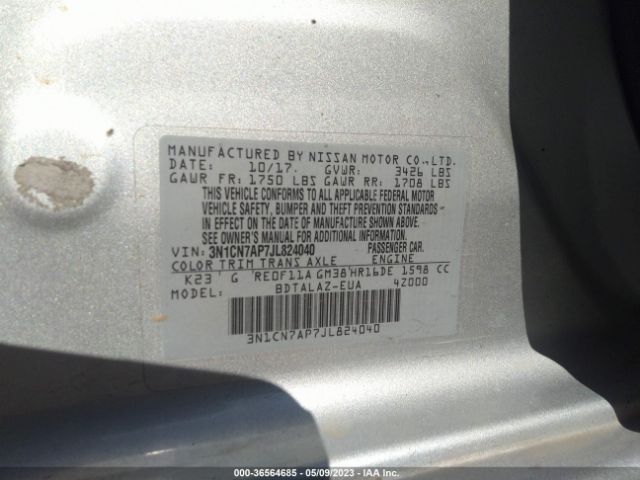 MANUFACTURED BY NISSAN MOTOR CO.,LTD.
DATE: 10/17. GVWR: 3426 LBS
GAWR FR: 1750 LBS GAWR RR: 1708 LBS
THIS VEHICLE CONFORMS TO ALL APPLICABLE FEDERAL MOTOR
VEHICLE SAFETY, BUMPER AND THEFT PREVENTION STANDARDS
IN EFFECT ON THE DATE OF MANUFACTURE SHOWN ABOVE.
SEE OWNER'S MANUAL FOR ADDITIONAL INFORMATION.
VIN: 3N1CN7AP7JL824040 PASSENGER CAR.
COLOR TRIM TRANS AXLE ENGINE
K23 G RE0F11A GM38 HR16DE 1598 CC
MODEL: BDTALAZ-EUA 4Z000
3N1CN7AP7JL824040
000-36564685 - 05/09/2023 - IAA Inc.